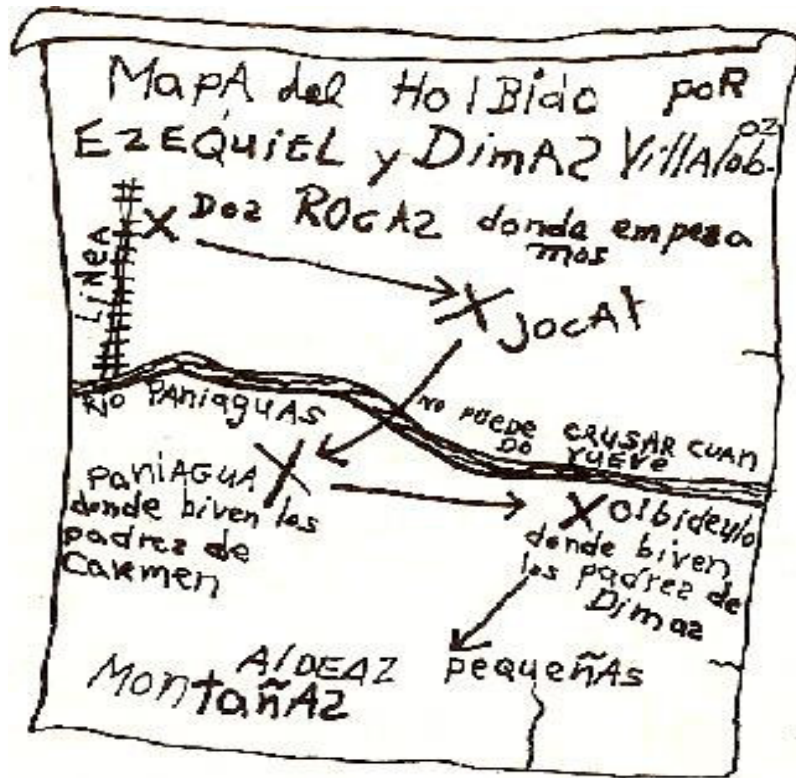 MapA del HolBido poR
EZEQuiEL y DimAZ VillAlob-
oz
LiNEA
Doz ROCAZ donde empeza
mos
JOCAt
RiO PANiaguAS
NO PUEDE CRUSAR CUAN
DO YUEVE
PANiAGUA
donde biven los
padrez de
Carmen
Olbideulo
donde biven
los padrez de
Dimaz
AlDEAZ pequeñAs
MontañAZ